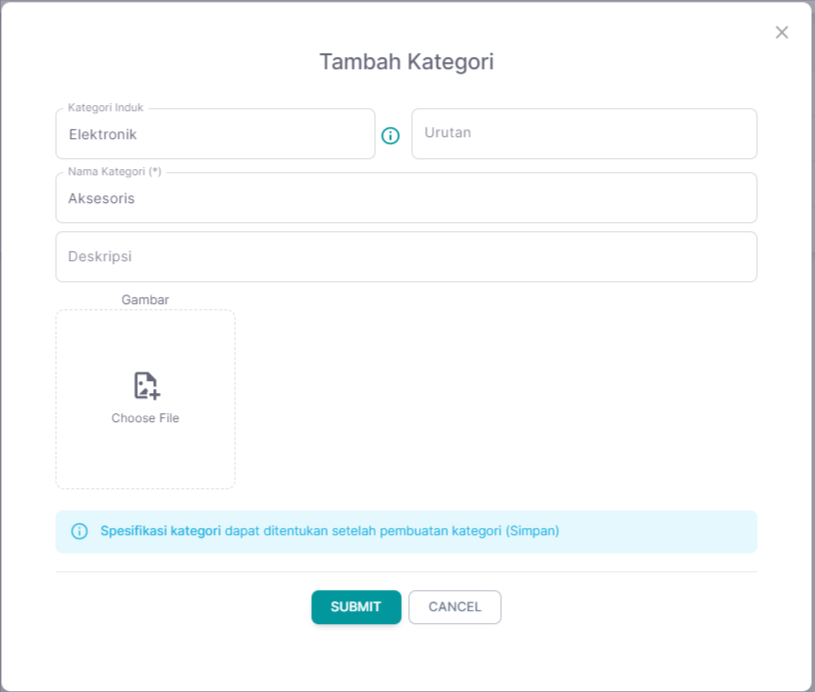 Tambah Kategori
Kategori Induk
Elektronik
Urutan
Nama Kategori (*)
Aksesoris
Deskripsi
Gambar
Choose File
Spesifikasi kategori dapat ditentukan setelah pembuatan kategori (Simpan)
SUBMIT
CANCEL